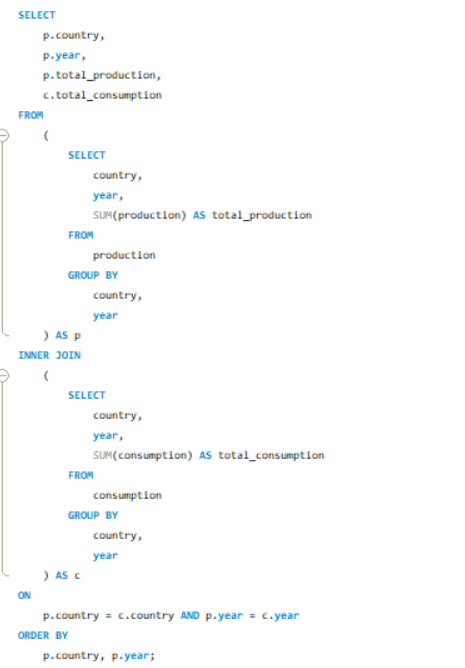 SELECT
p.country,
p.year,
p.total_production,
c.total_consumption
FROM
(
SELECT
country,
year,
SUM(production) AS total_production
FROM
production
GROUP BY
country,
year
) AS p
INNER JOIN
(
SELECT
country,
year,
SUM(consumption) AS total_consumption
FROM
consumption
GROUP BY
country,
year
) AS c
ON
p.country = c.country AND p.year = c.year
ORDER BY
p.country, p.year;